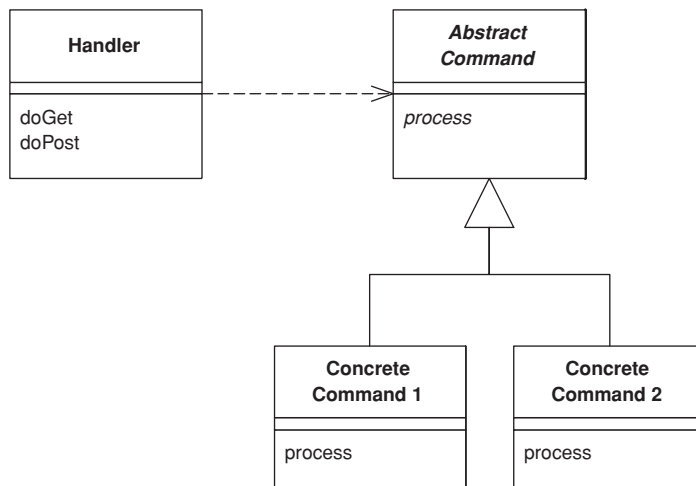 Handler
doGet
doPost
Abstract
Command
process
Concrete
Command 1
process
Concrete
Command 2
process